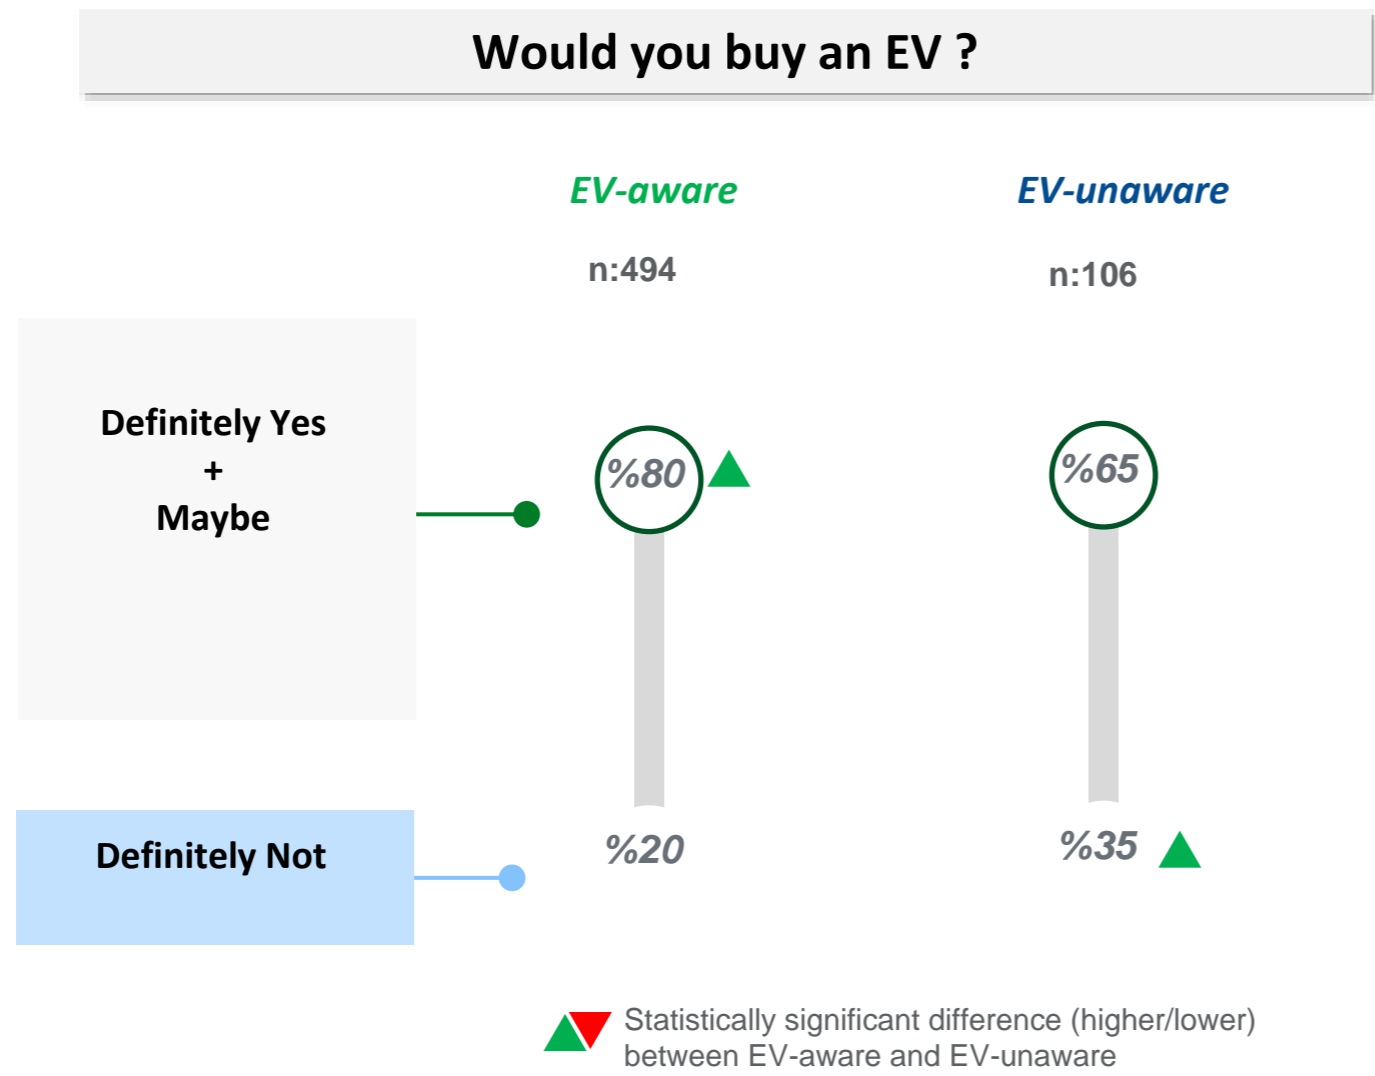 Would you buy an EV ?
EV-aware
EV-unaware
n:494
n:106
Definitely Yes
+
Maybe
%80
%65
Definitely Not
%20
%35
Statistically significant difference (higher/lower)
between EV-aware and EV-unaware